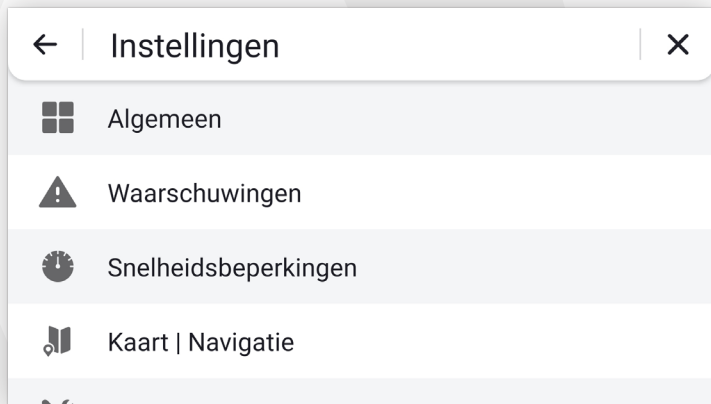 Instellingen
Algemeen
Waarschuwingen
Snelheidsbeperkingen
Kaart | Navigatie